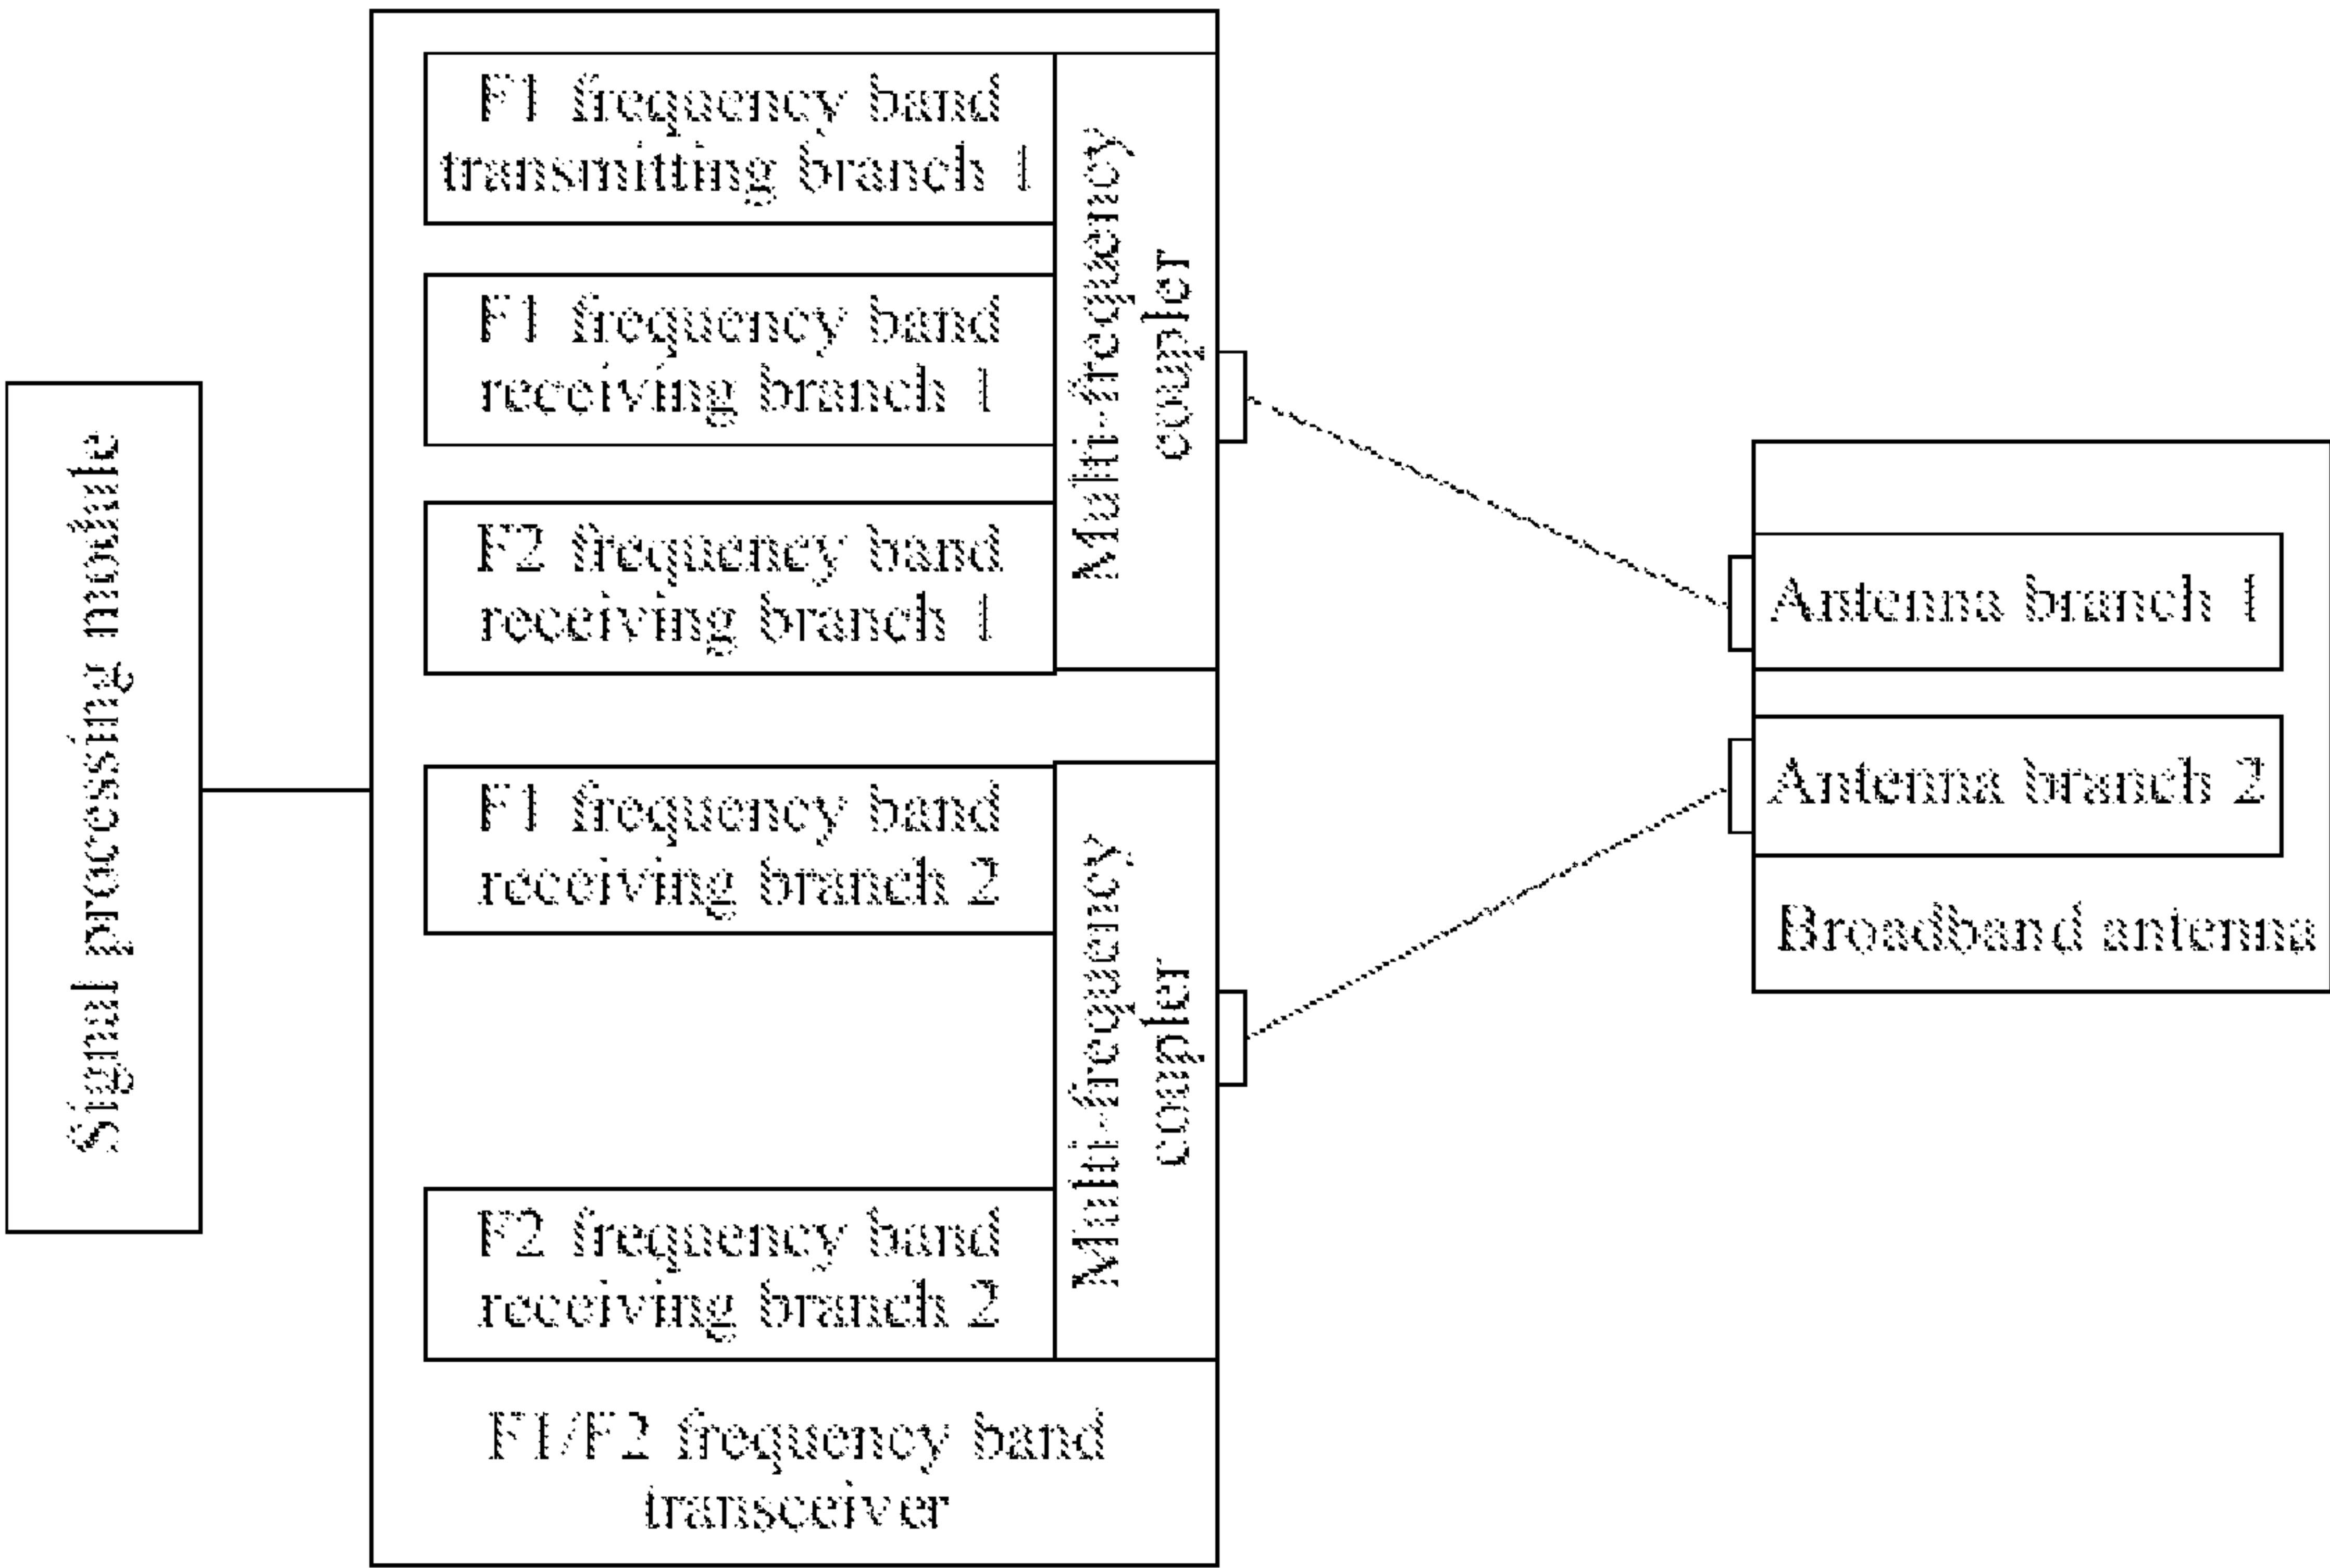 Signal processing module
F1 frequency band
transmitting branch 1
F1 frequency band
receiving branch 1
F2 frequency band
receiving branch 1
Multi-frequency
coupler
F1 frequency band
receiving branch 2
F2 frequency band
receiving branch 2
Multi-frequency
coupler
F1/F2 frequency band
transceiver
Antenna branch 1
Antenna branch 2
Broadband antenna